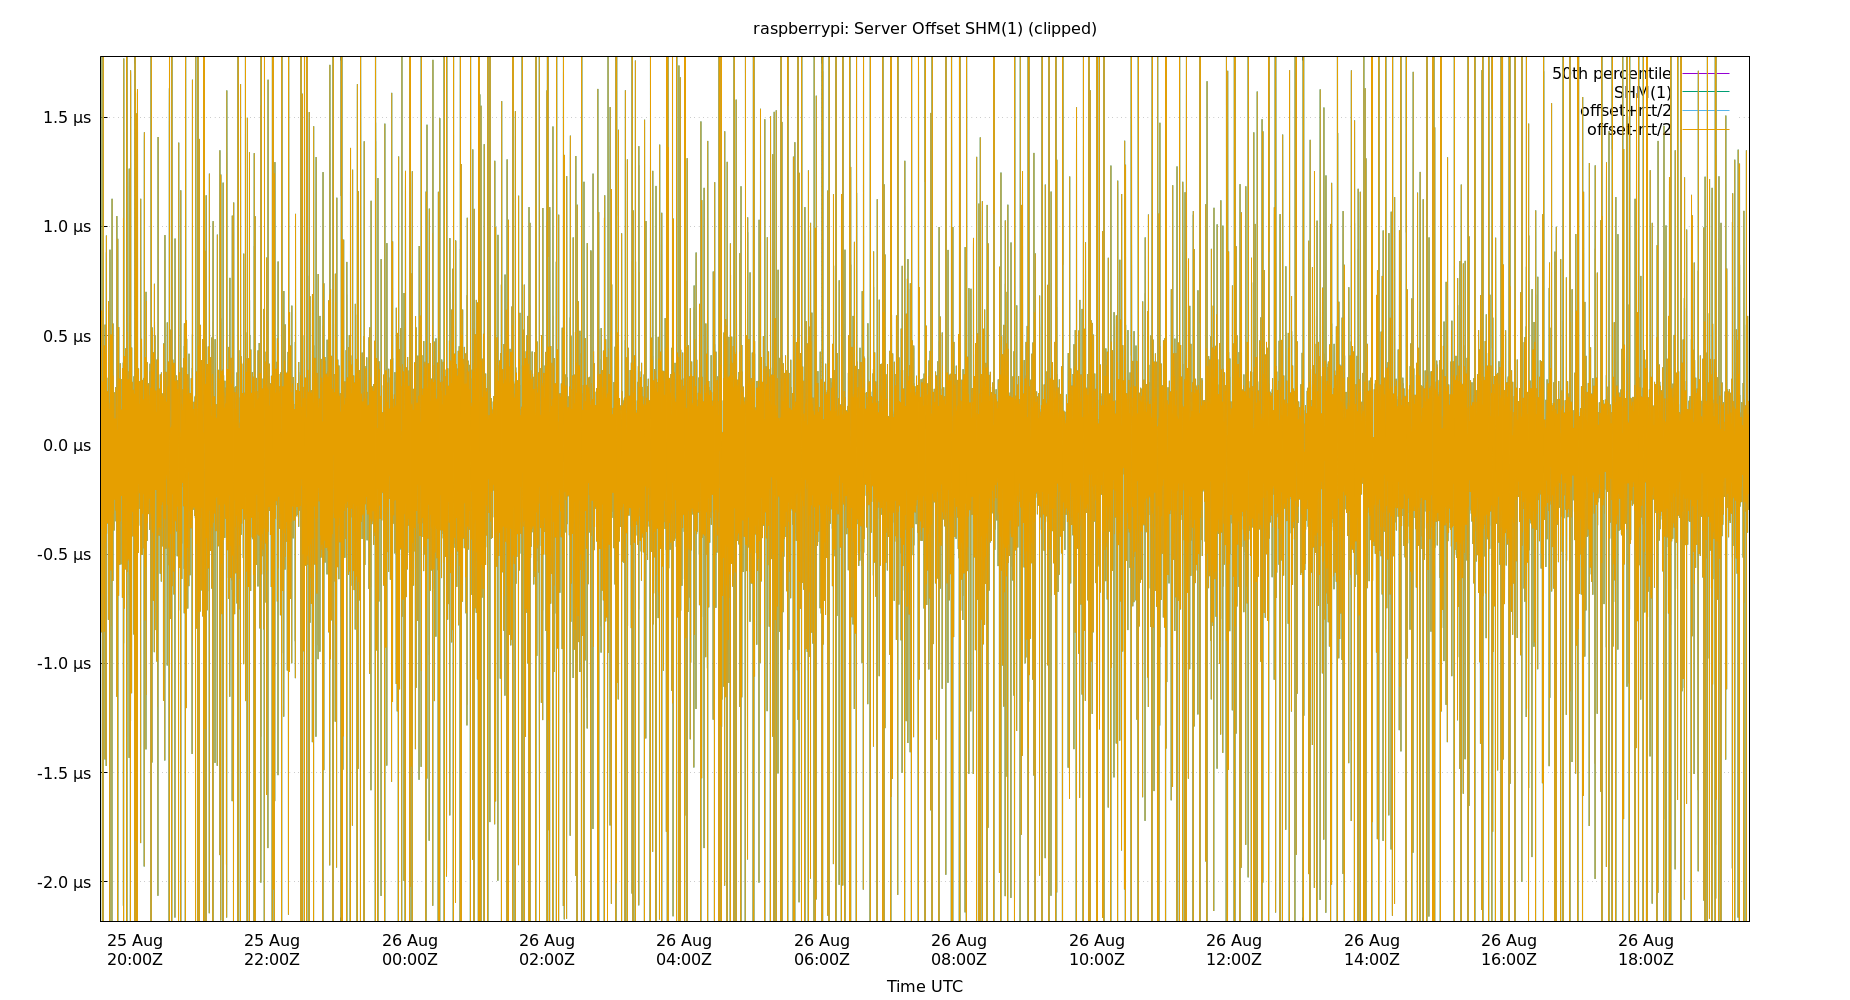 raspberrypi: Server Offset SHM(1) (clipped)
50th percentile
SHM(1)
offset+rtt/2
offset-rtt/2
1.5 µs
1.0 µs
0.5 µs
0.0 µs
-0.5 µs
-1.0 µs
-1.5 µs
-2.0 µs
25 Aug 25 Aug 26 Aug 26 Aug 26 Aug 26 Aug 26 Aug 26 Aug 26 Aug 26 Aug 26 Aug 26 Aug
20:00Z 22:00Z 00:00Z 02:00Z 04:00Z 06:00Z 08:00Z 10:00Z 12:00Z 14:00Z 16:00Z 18:00Z
Time UTC